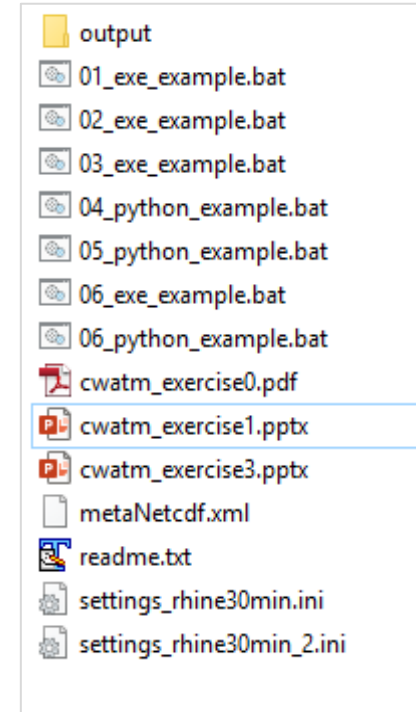 output
01_exe_example.bat
02_exe_example.bat
03_exe_example.bat
04_python_example.bat
05_python_example.bat
06_exe_example.bat
06_python_example.bat
cwatm_exercise0.pdf
cwatm_exercise1.pptx
cwatm_exercise3.pptx
metaNetcdf.xml
readme.txt
settings_rhine30min.ini
settings_rhine30min_2.ini